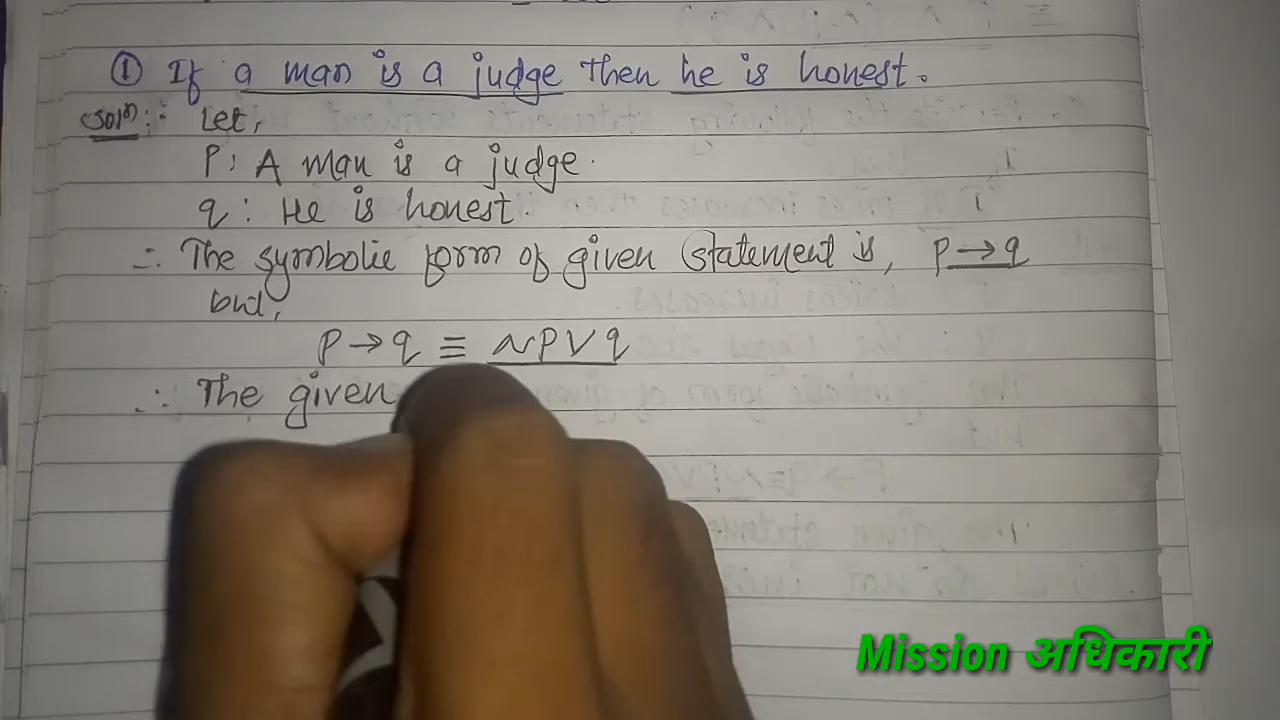 ① If a man is a judge then he is honest.
Solⁿ:- Let,
P: A man is a judge.
q: He is honest.
∴ The symbolic form of given statement is, P→q
but,
P→q ≡ ~P∨q
∴ The given
Mission अधिकारी